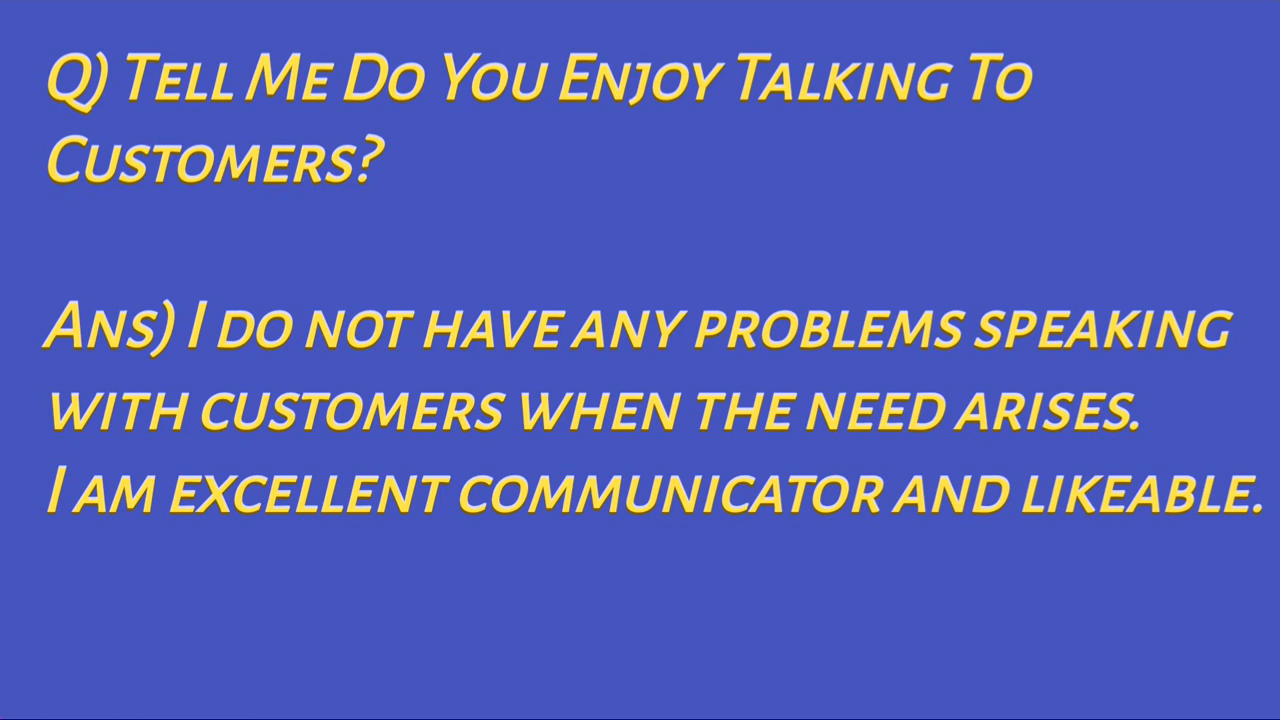 Q) Tell Me Do You Enjoy Talking To
Customers?
Ans) I do not have any problems speaking
with customers when the need arises.
I am excellent communicator and likeable.